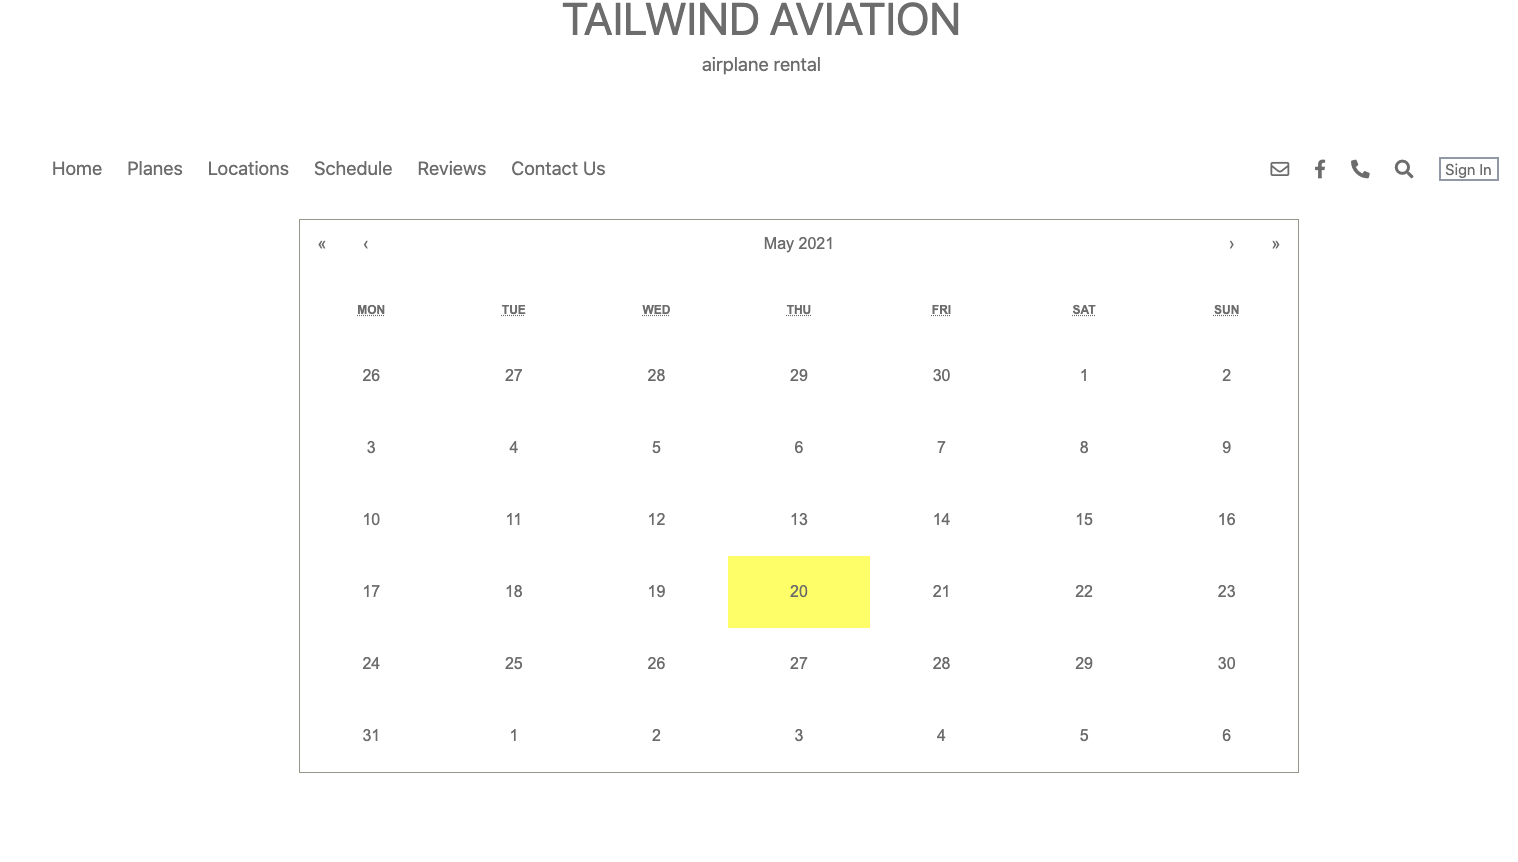 TAILWIND AVIATION
airplane rental
Home Planes Locations Schedule Reviews Contact Us Sign In
« ‹ May 2021 › »
MON TUE WED THU FRI SAT SUN
26 27 28 29 30 1 2
3 4 5 6 7 8 9
10 11 12 13 14 15 16
17 18 19 20 21 22 23
24 25 26 27 28 29 30
31 1 2 3 4 5 6